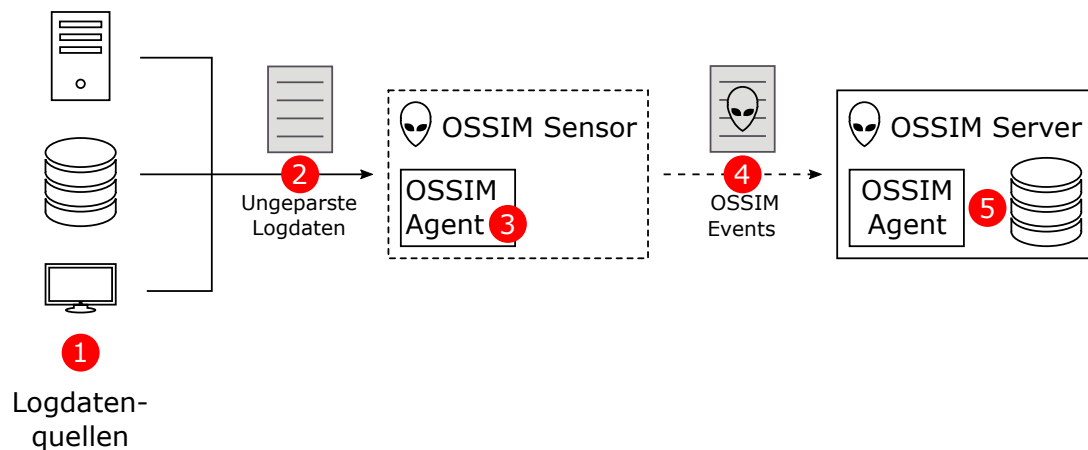 OSSIM Sensor
OSSIM Server
2
4
Ungeparste
Logdaten
OSSIM
Agent
3
OSSIM
Events
OSSIM
Agent
5
1
Logdaten-
quellen